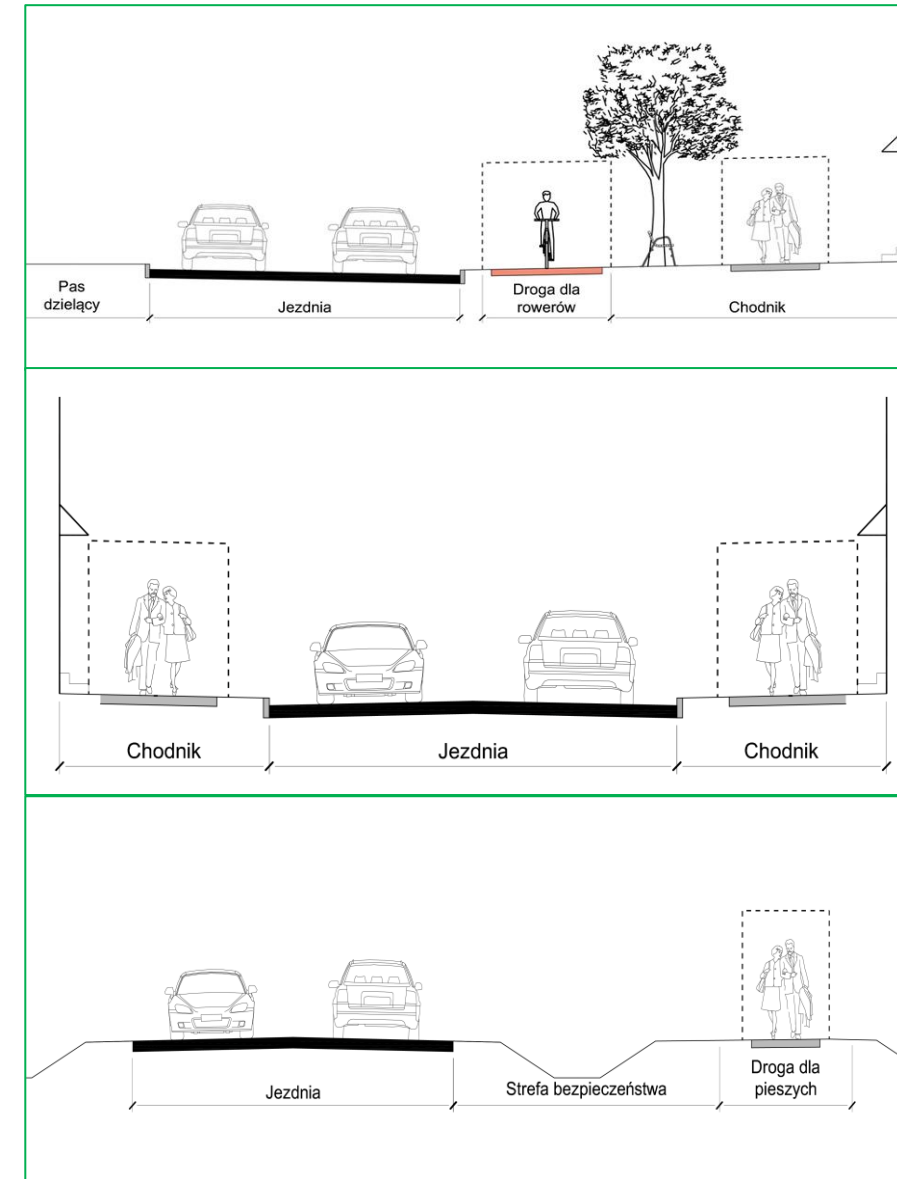 Pas
dzielący
Jezdnia
Droga dla
rowerów
Chodnik
Chodnik
Jezdnia
Chodnik
Jezdnia
Strefa bezpieczeństwa
Droga dla
pieszych